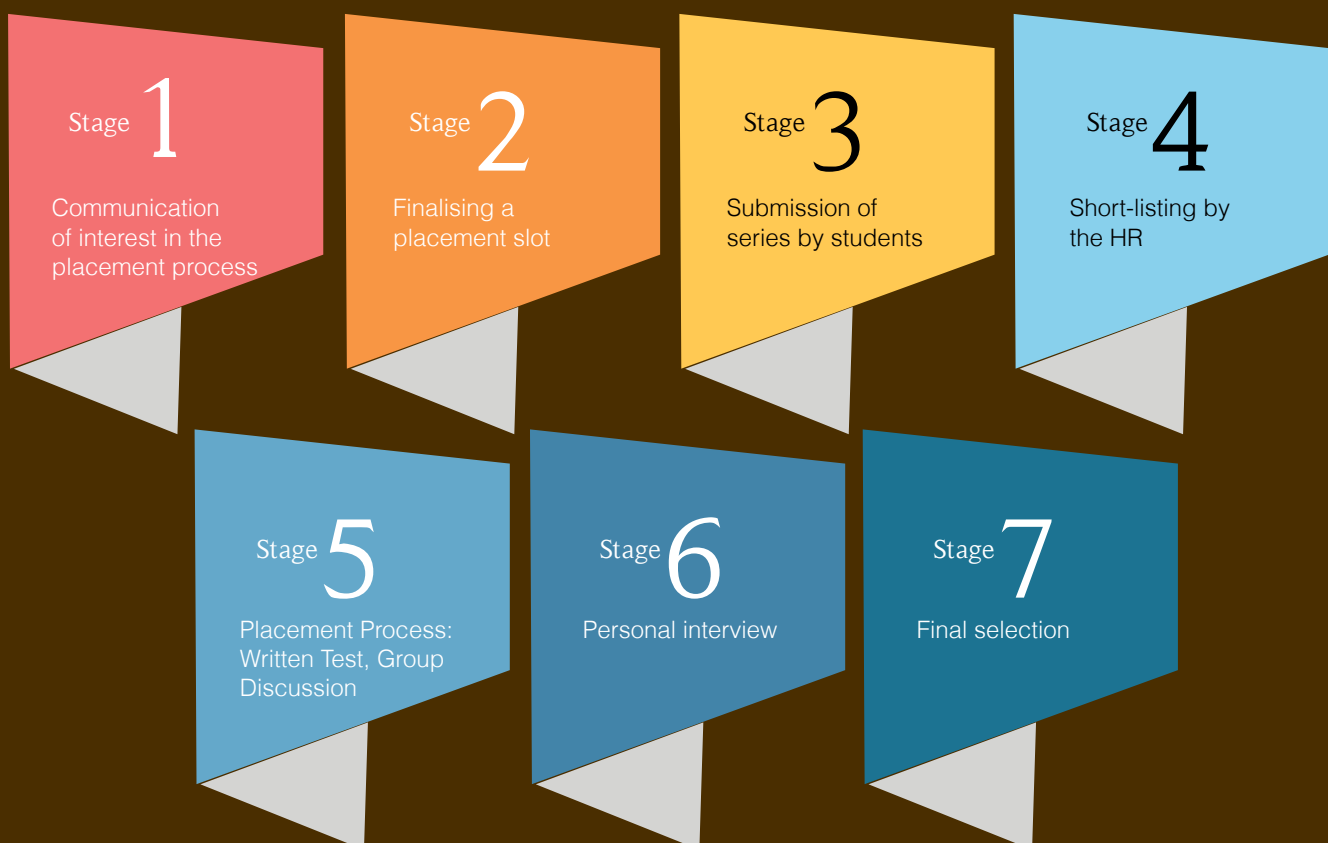 Stage 1
Communication
of interest in the
placement process
Stage 2
Finalising a
placement slot
Stage 3
Submission of
series by students
Stage 4
Short-listing by
the HR
Stage 5
Placement Process:
Written Test, Group
Discussion
Stage 6
Personal interview
Stage 7
Final selection